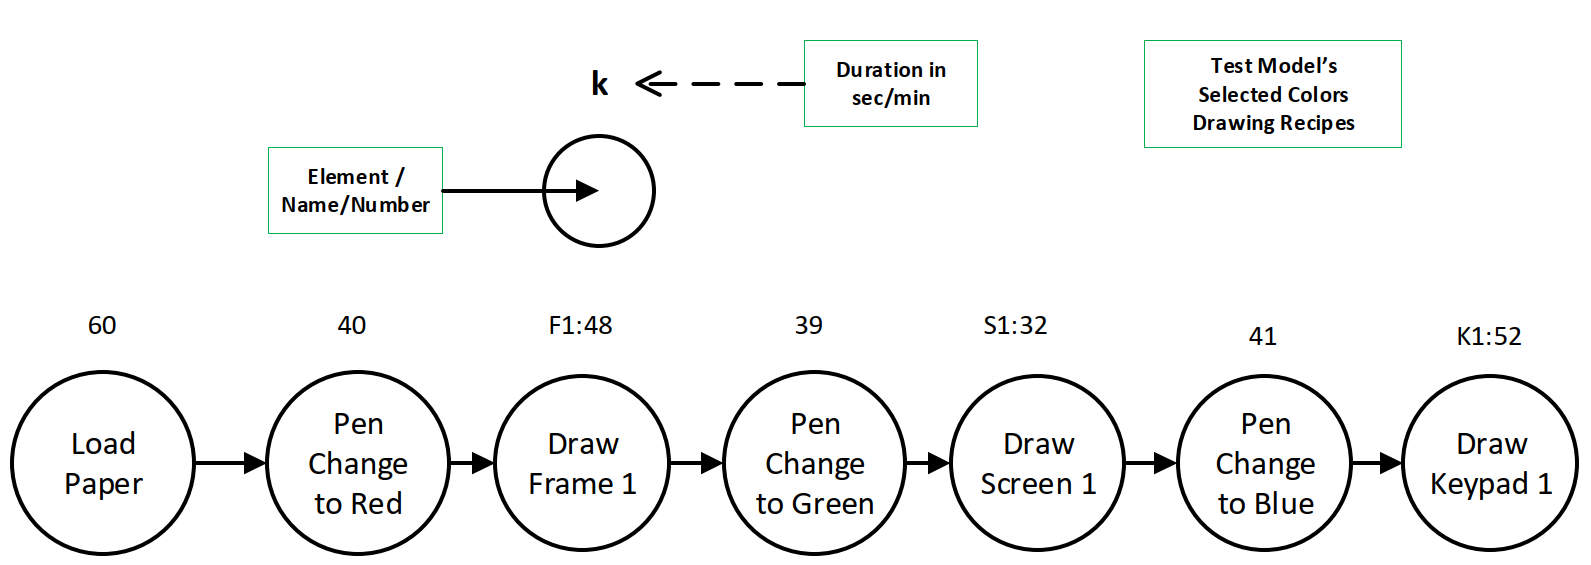 k
Duration in
sec/min
Test Model's
Selected Colors
Drawing Recipes
Element /
Name/Number
60
40
F1:48
39
S1:32
41
K1:52
Load
Paper
Pen
Change
to Red
Draw
Frame 1
Pen
Change
to Green
Draw
Screen 1
Pen
Change
to Blue
Draw
Keypad 1